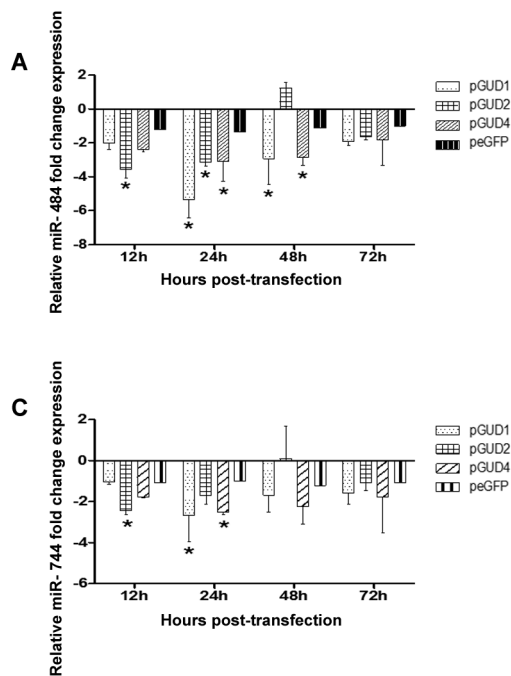 A
Relative miR- 484 fold change expression
2
0
-2
-4
-6
-8
*
*
*
*
*
*
12h
24h
48h
72h
Hours post-transfection
pGUD1
pGUD2
pGUD4
peGFP
C
Relative miR- 744 fold change expression
2
0
-2
-4
-6
*
*
*
12h
24h
48h
72h
Hours post-transfection
pGUD1
pGUD2
pGUD4
peGFP